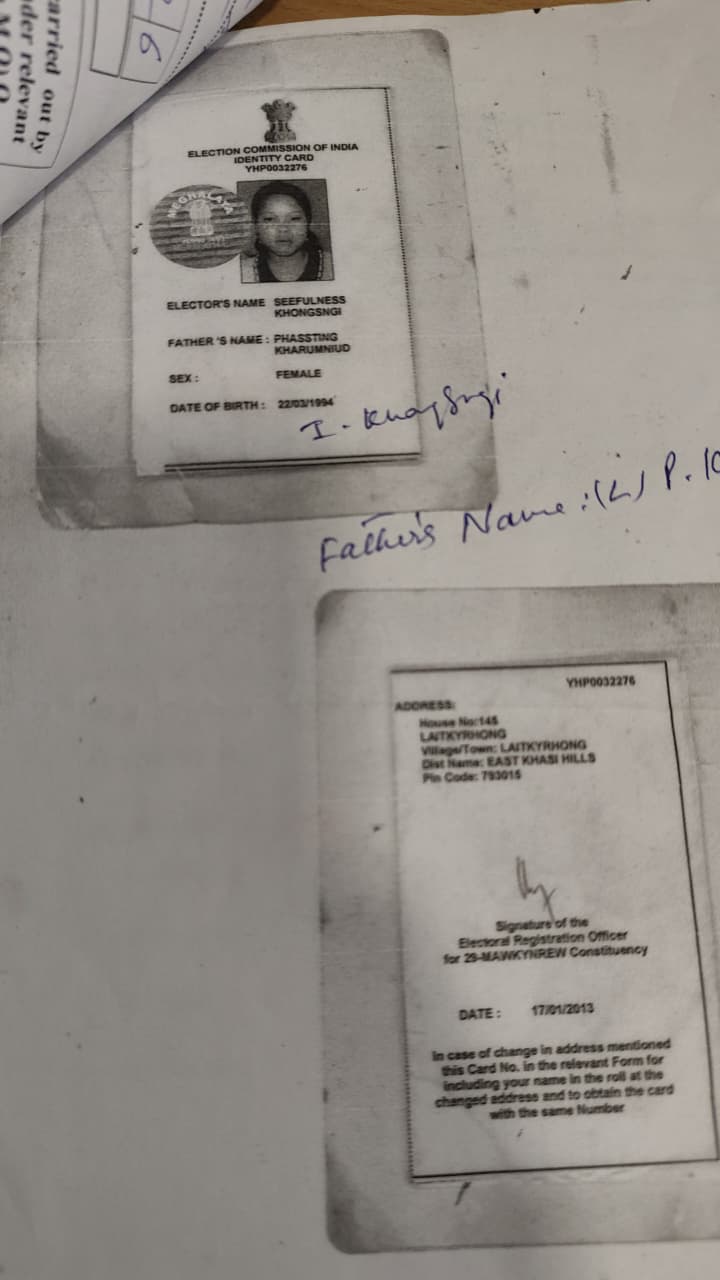 arried out by
der relevant
ELECTION COMMISSION OF INDIA
IDENTITY CARD
YHP0032276
MEGHALAYA
ELECTOR'S NAME SEEFULNESS
KHONGSNGI
FATHER 'S NAME : PHASSTING
KHARUMNIUD
SEX : FEMALE
DATE OF BIRTH : 22/03/1994
I. KhongSngi
Father's Name :(L) P. K
YHP0032276
ADDRESS:
House No:145
LAITKYRHONG
Village/Town: LAITKYRHONG
Dist Name: EAST KHASI HILLS
Pin Code: 793015
Signature of the
Electoral Registration Officer
for 29-MAWKYNREW Constituency
DATE : 17/01/2013
In case of change in address mentioned
this Card No. in the relevant Form for
including your name in the roll at the
changed address and to obtain the card
with the same Number